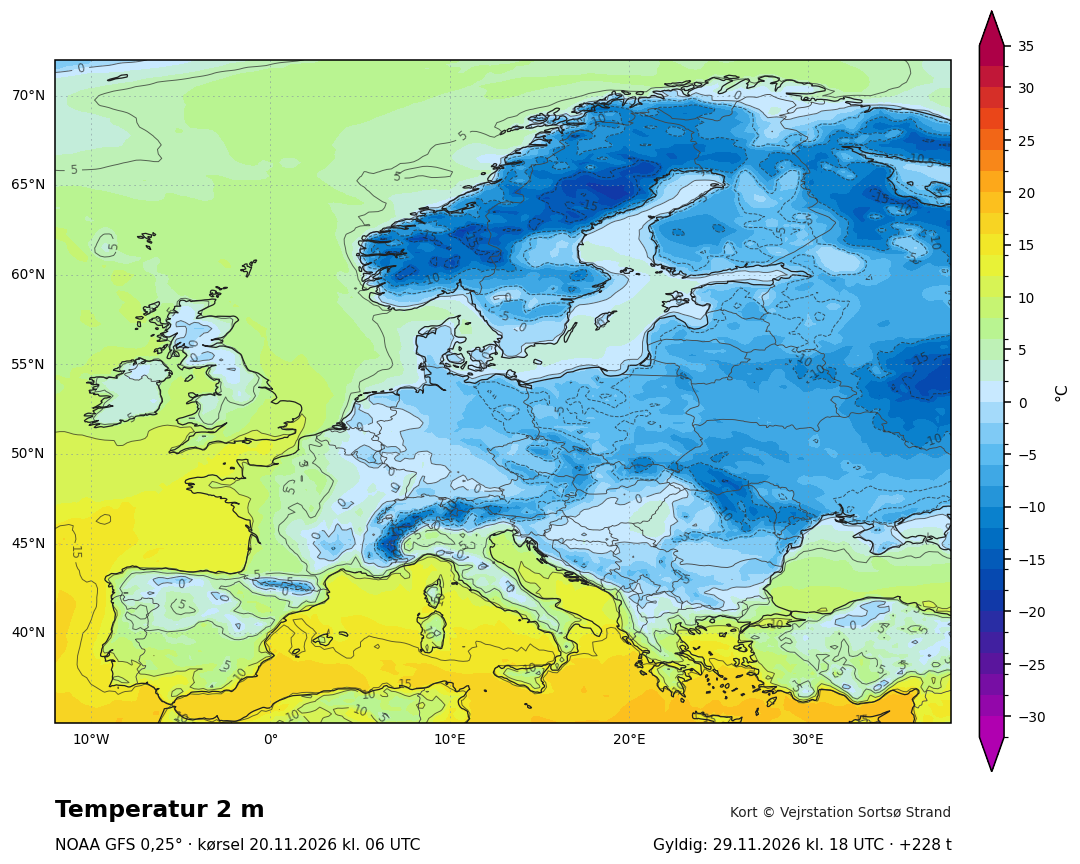 35
30
25
20
15
10
5
0
−5
−10
−15
−20
−25
−30
°C
70°N
65°N
60°N
55°N
50°N
45°N
40°N
10°W
0°
10°E
20°E
30°E
Temperatur 2 m
Kort © Vejrstation Sortsø Strand
NOAA GFS 0,25° · kørsel 20.11.2026 kl. 06 UTC
Gyldig: 29.11.2026 kl. 18 UTC · +228 t